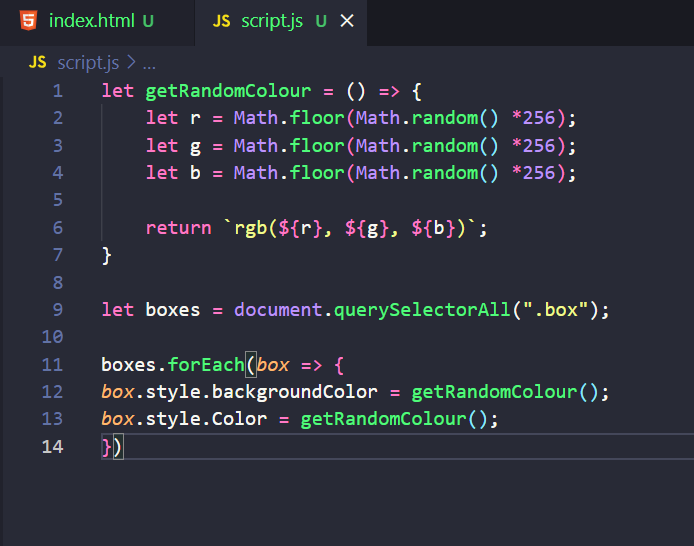 index.html U JS script.js U ×
JS script.js > ...
1 let getRandomColour = () => {
2 let r = Math.floor(Math.random() *256);
3 let g = Math.floor(Math.random() *256);
4 let b = Math.floor(Math.random() *256);
5
6 return `rgb(${r}, ${g}, ${b})`;
7 }
8
9 let boxes = document.querySelectorAll(".box");
10
11 boxes.forEach(box => {
12 box.style.backgroundColor = getRandomColour();
13 box.style.Color = getRandomColour();
14 })